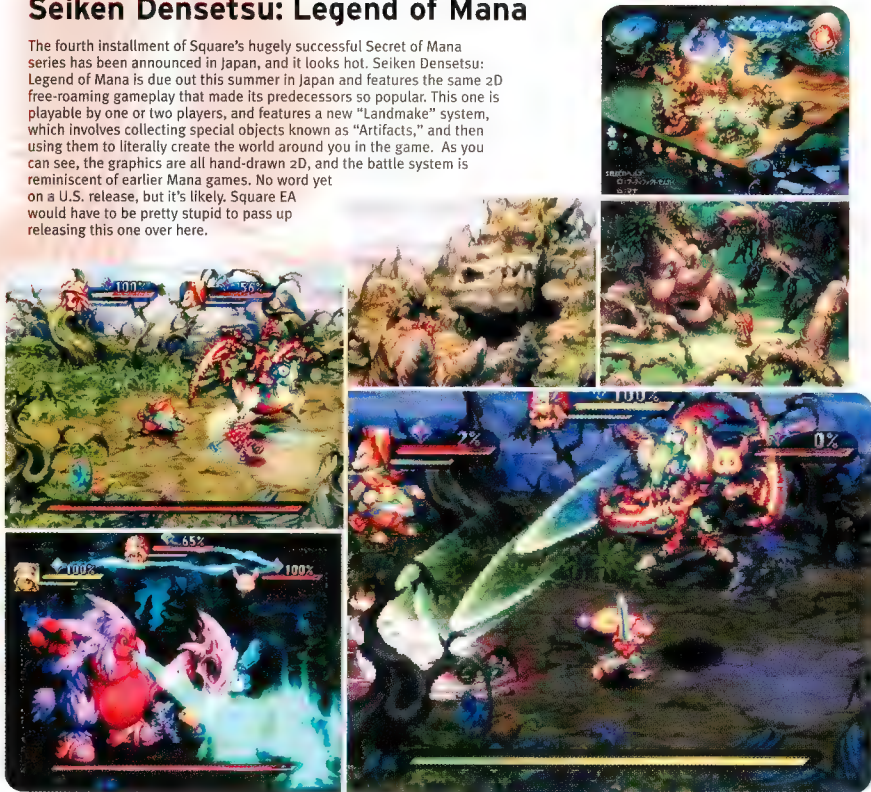 Seiken Densetsu: Legend of Mana
The fourth installment of Square's hugely successful Secret of Mana
series has been announced in Japan, and it looks hot. Seiken Densetsu:
Legend of Mana is due out this summer in Japan and features the same 2D
free-roaming gameplay that made its predecessors so popular. This one is
playable by one or two players, and features a new "Landmake" system,
which involves collecting special objects known as "Artifacts," and then
using them to literally create the world around you in the game. As you
can see, the graphics are all hand-drawn 2D, and the battle system is
reminiscent of earlier Mana games. No word yet
on a U.S. release, but it's likely. Square EA
would have to be pretty stupid to pass up
releasing this one over here.
100%
56%
100%
2%
0%
65%
100%
100%